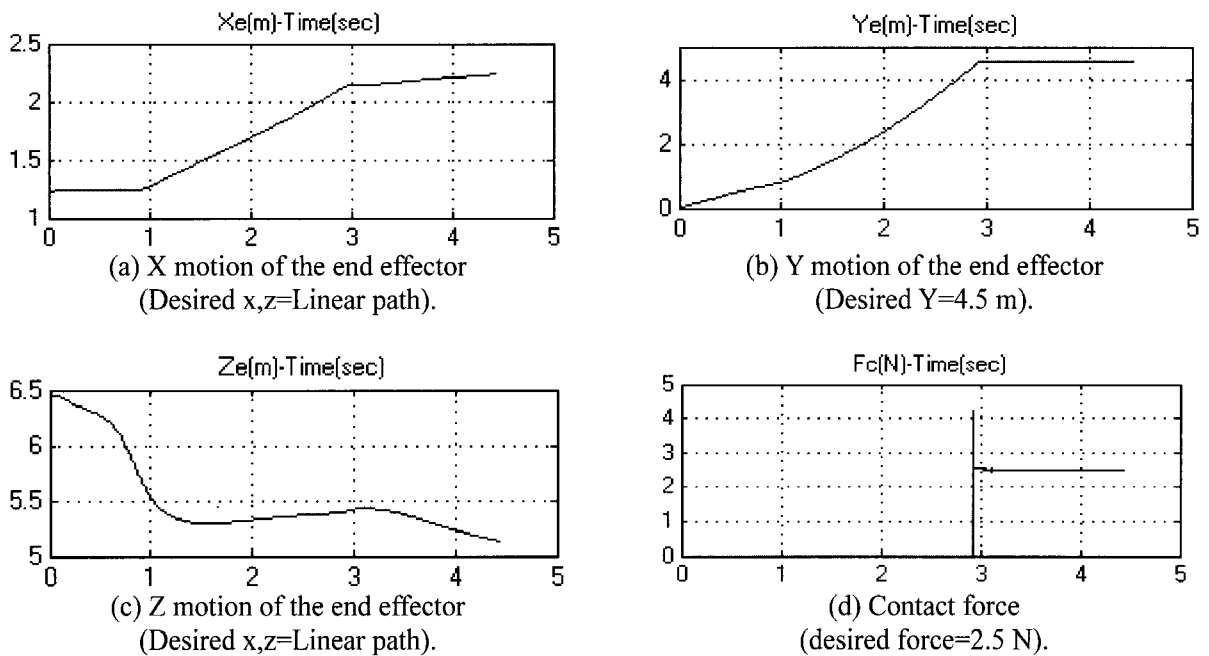 Xe(m)-Time(sec)
2.5
2
1.5
1
0 1 2 3 4 5
(a) X motion of the end effector
(Desired x,z=Linear path).
Ye(m)-Time(sec)
4
2
0
0 1 2 3 4 5
(b) Y motion of the end effector
(Desired Y=4.5 m).
Ze(m)-Time(sec)
6.5
6
5.5
5
0 1 2 3 4 5
(c) Z motion of the end effector
(Desired x,z=Linear path).
Fc(N)-Time(sec)
5
4
3
2
1
0
0 1 2 3 4 5
(d) Contact force
(desired force=2.5 N).